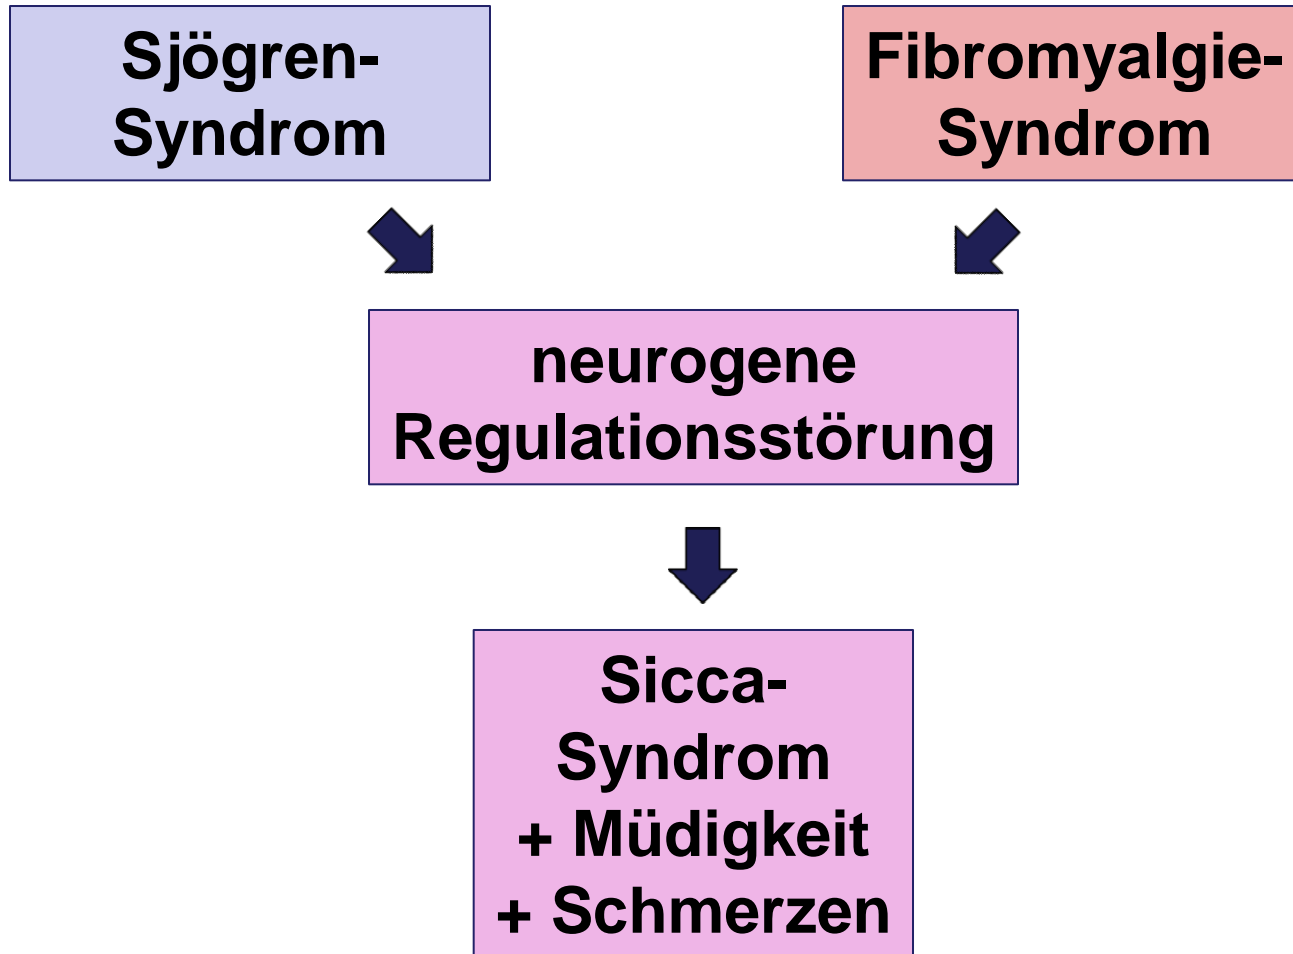 Sjögren-
Syndrom
Fibromyalgie-
Syndrom
neurogene
Regulationsstörung
Sicca-
Syndrom
+ Müdigkeit
+ Schmerzen